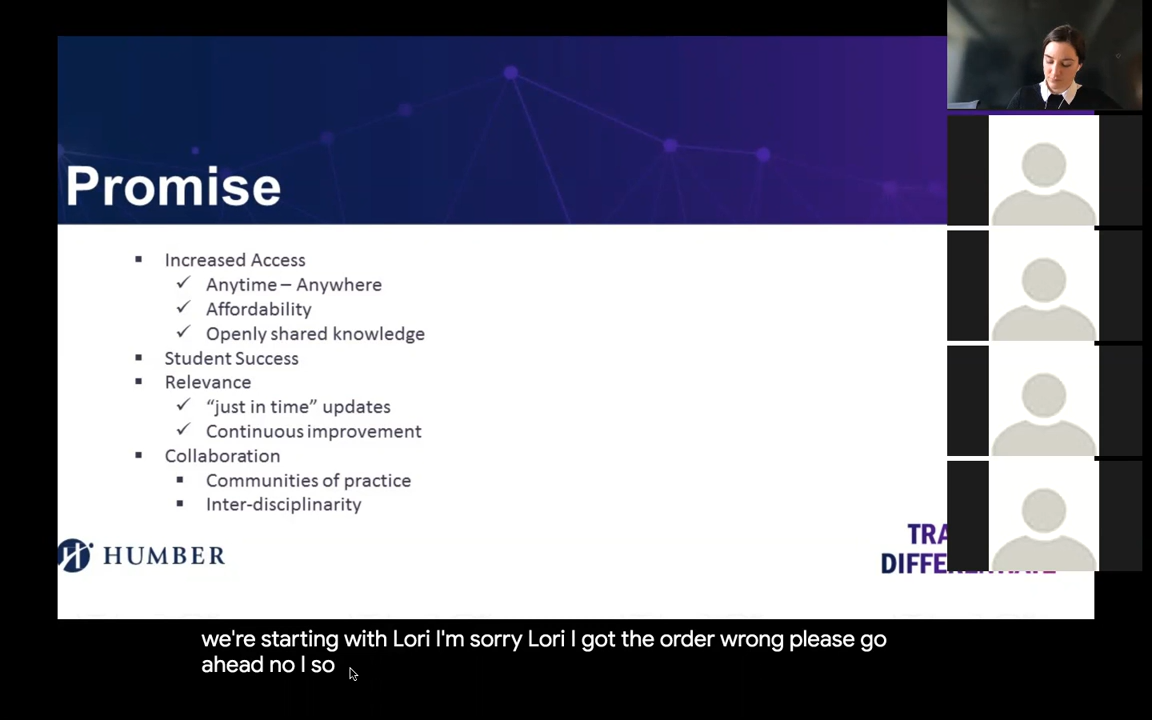 Promise
Increased Access
Anytime – Anywhere
Affordability
Openly shared knowledge
Student Success
Relevance
“just in time” updates
Continuous improvement
Collaboration
Communities of practice
Inter-disciplinarity
HUMBER
we're starting with Lori I'm sorry Lori I got the order wrong please go
ahead no I so